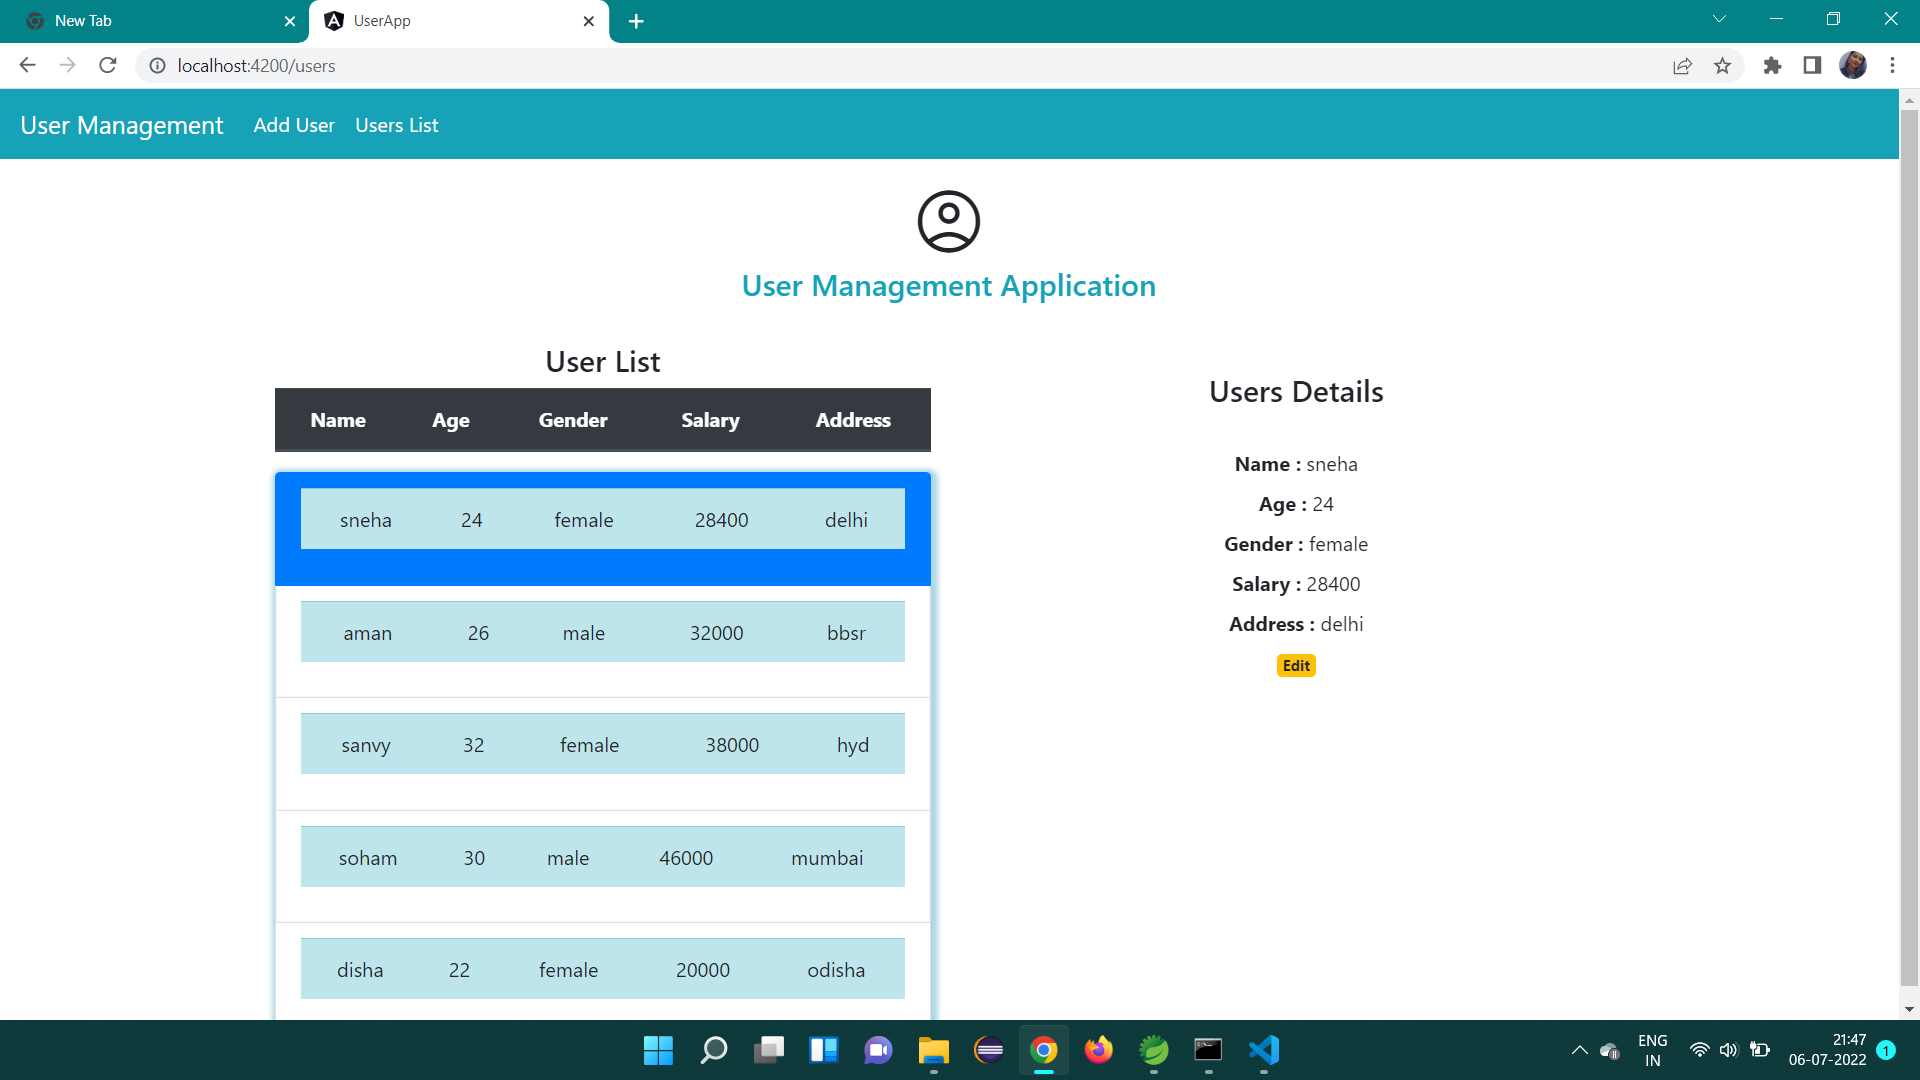 New Tab
UserApp
localhost:4200/users
User Management Add User Users List
User Management Application
User List
Name Age Gender Salary Address
sneha 24 female 28400 delhi
aman 26 male 32000 bbsr
sanvy 32 female 38000 hyd
soham 30 male 46000 mumbai
disha 22 female 20000 odisha
Users Details
Name : sneha
Age : 24
Gender : female
Salary : 28400
Address : delhi
Edit
ENG
IN
21:47
06-07-2022
1